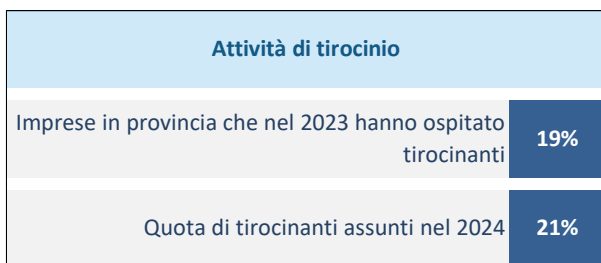 Attività di tirocinio
Imprese in provincia che nel 2023 hanno ospitato
tirocinanti
19%
Quota di tirocinanti assunti nel 2024
21%